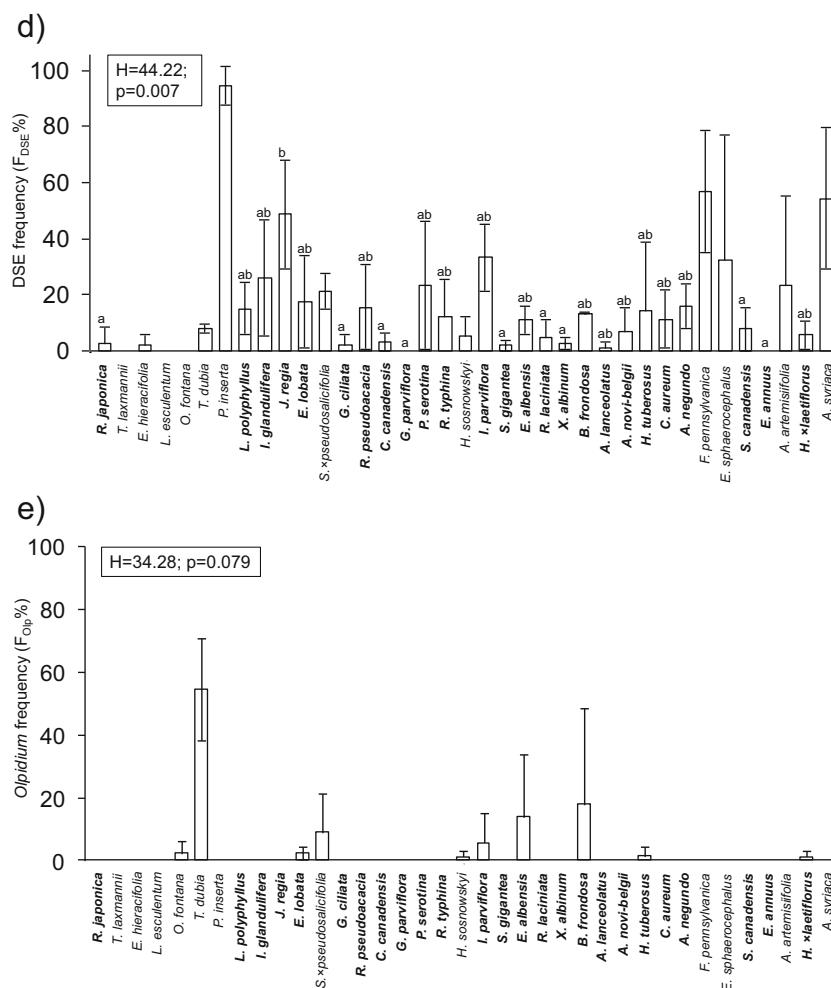 d)
H=44.22;
p=0.007
DSE frequency (F_DSE%)
100
80
60
40
20
0
a
ab
ab
b
ab
a
ab
a
a
ab
ab
ab
a
ab
a
a
ab
a
ab
ab
ab
ab
a
a
ab
R. japonica
T. laxmannii
E. hieracifolia
L. esculentum
O. fontana
T. dubia
P. inserta
L. polyphyllus
I. glandulifera
J. regia
E. lobata
S.×pseudosalicifolia
G. ciliata
R. pseudoacacia
C. canadensis
G. parviflora
P. serotina
R. typhina
H. sosnowskyi
I. parviflora
S. gigantea
E. albensis
R. laciniata
X. albinum
B. frondosa
A. lanceolatus
A. novi-belgii
H. tuberosus
C. aureum
A. negundo
F. pennsylvanica
E. sphaerocephalus
S. canadensis
E. annuus
A. artemisiifolia
H. ×laetiflorus
A. syriaca
e)
H=34.28; p=0.079
Olpidium frequency (F_Olp%)
100
80
60
40
20
0
R. japonica
T. laxmannii
E. hieracifolia
L. esculentum
O. fontana
T. dubia
P. inserta
L. polyphyllus
I. glandulifera
J. regia
E. lobata
S.×pseudosalicifolia
G. ciliata
R. pseudoacacia
C. canadensis
G. parviflora
P. serotina
R. typhina
H. sosnowskyi
I. parviflora
S. gigantea
E. albensis
R. laciniata
X. albinum
B. frondosa
A. lanceolatus
A. novi-belgii
H. tuberosus
C. aureum
A. negundo
F. pennsylvanica
E. sphaerocephalus
S. canadensis
E. annuus
A. artemisiifolia
H. ×laetiflorus
A. syriaca